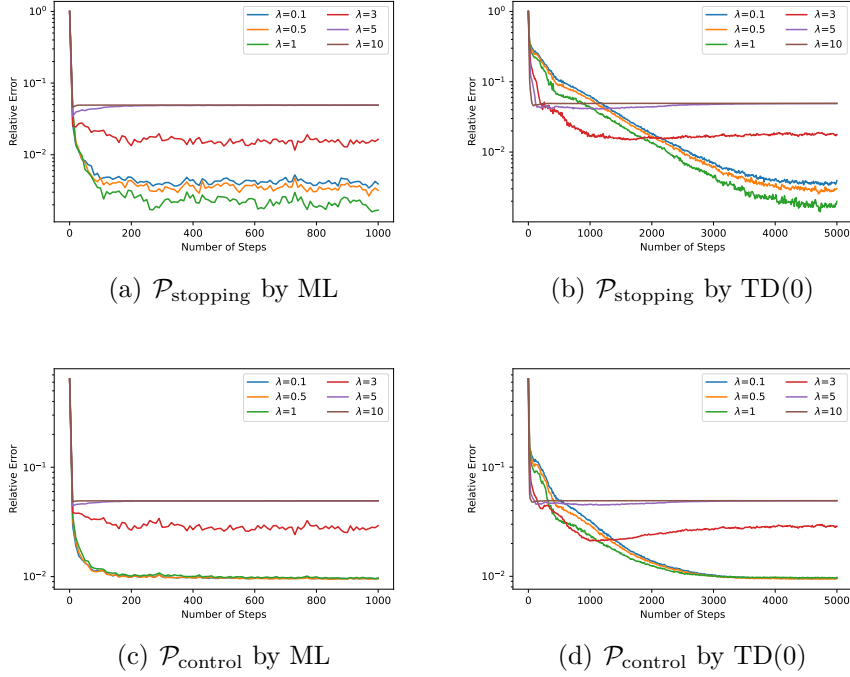 10⁰
10⁻¹
10⁻²
Relative Error
0 200 400 600 800 1000
Number of Steps
λ=0.1 λ=3
λ=0.5 λ=5
λ=1 λ=10
(a) 𝒫stopping by ML
10⁰
10⁻¹
10⁻²
Relative Error
0 1000 2000 3000 4000 5000
Number of Steps
λ=0.1 λ=3
λ=0.5 λ=5
λ=1 λ=10
(b) 𝒫stopping by TD(0)
10⁻¹
10⁻²
Relative Error
0 200 400 600 800 1000
Number of Steps
λ=0.1 λ=3
λ=0.5 λ=5
λ=1 λ=10
(c) 𝒫control by ML
10⁻¹
10⁻²
Relative Error
0 1000 2000 3000 4000 5000
Number of Steps
λ=0.1 λ=3
λ=0.5 λ=5
λ=1 λ=10
(d) 𝒫control by TD(0)